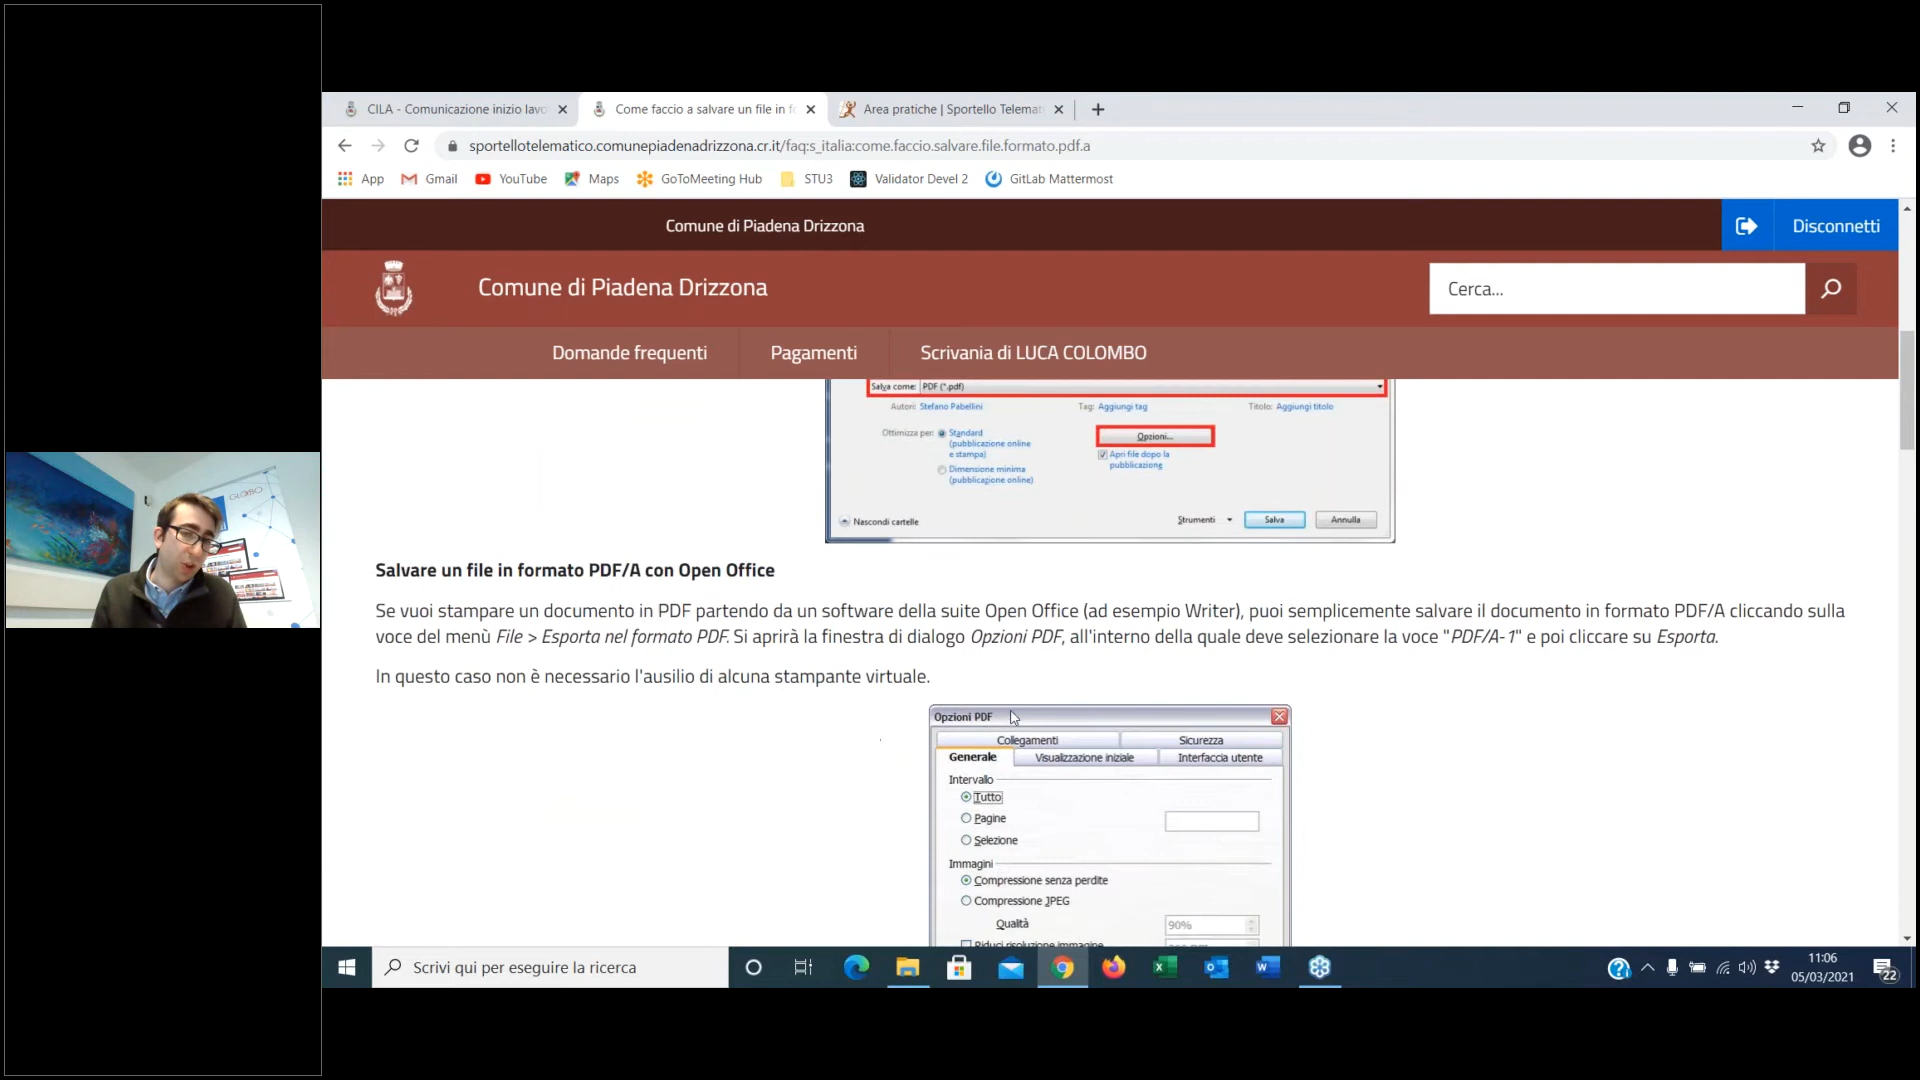 CILA - Comunicazione inizio lavo
Come faccio a salvare un file in fo
Area pratiche | Sportello Telemat
sportellotelematico.comunepiadenadrizzona.cr.it/faq:s_italia:come.faccio.salvare.file.formato.pdf.a
App Gmail YouTube Maps GoToMeeting Hub STU3 Validator Devel 2 GitLab Mattermost
Comune di Piadena Drizzona
Disconnetti
Comune di Piadena Drizzona
Cerca...
Domande frequenti Pagamenti Scrivania di LUCA COLOMBO
Salva come: PDF (*.pdf)
Autori: Stefano Pabellini Tag: Aggiungi tag Titolo: Aggiungi titolo
Ottimizza per: Standard
(pubblicazione online
e stampa)
Dimensione minima
(pubblicazione online)
Opzioni...
Apri file dopo la
pubblicazione
Nascondi cartelle Strumenti Salva Annulla
GLOBO
Salvare un file in formato PDF/A con Open Office
Se vuoi stampare un documento in PDF partendo da un software della suite Open Office (ad esempio Writer), puoi semplicemente salvare il documento in formato PDF/A cliccando sulla
voce del menù File > Esporta nel formato PDF. Si aprirà la finestra di dialogo Opzioni PDF, all'interno della quale deve selezionare la voce "PDF/A-1" e poi cliccare su Esporta.
In questo caso non è necessario l'ausilio di alcuna stampante virtuale.
Opzioni PDF
Collegamenti Sicurezza
Generale Visualizzazione iniziale Interfaccia utente
Intervallo
Tutto
Pagine
Selezione
Immagini
Compressione senza perdite
Compressione JPEG
Qualità 90%
Riduci risoluzione immagine
Scrivi qui per eseguire la ricerca
11:06
05/03/2021
22